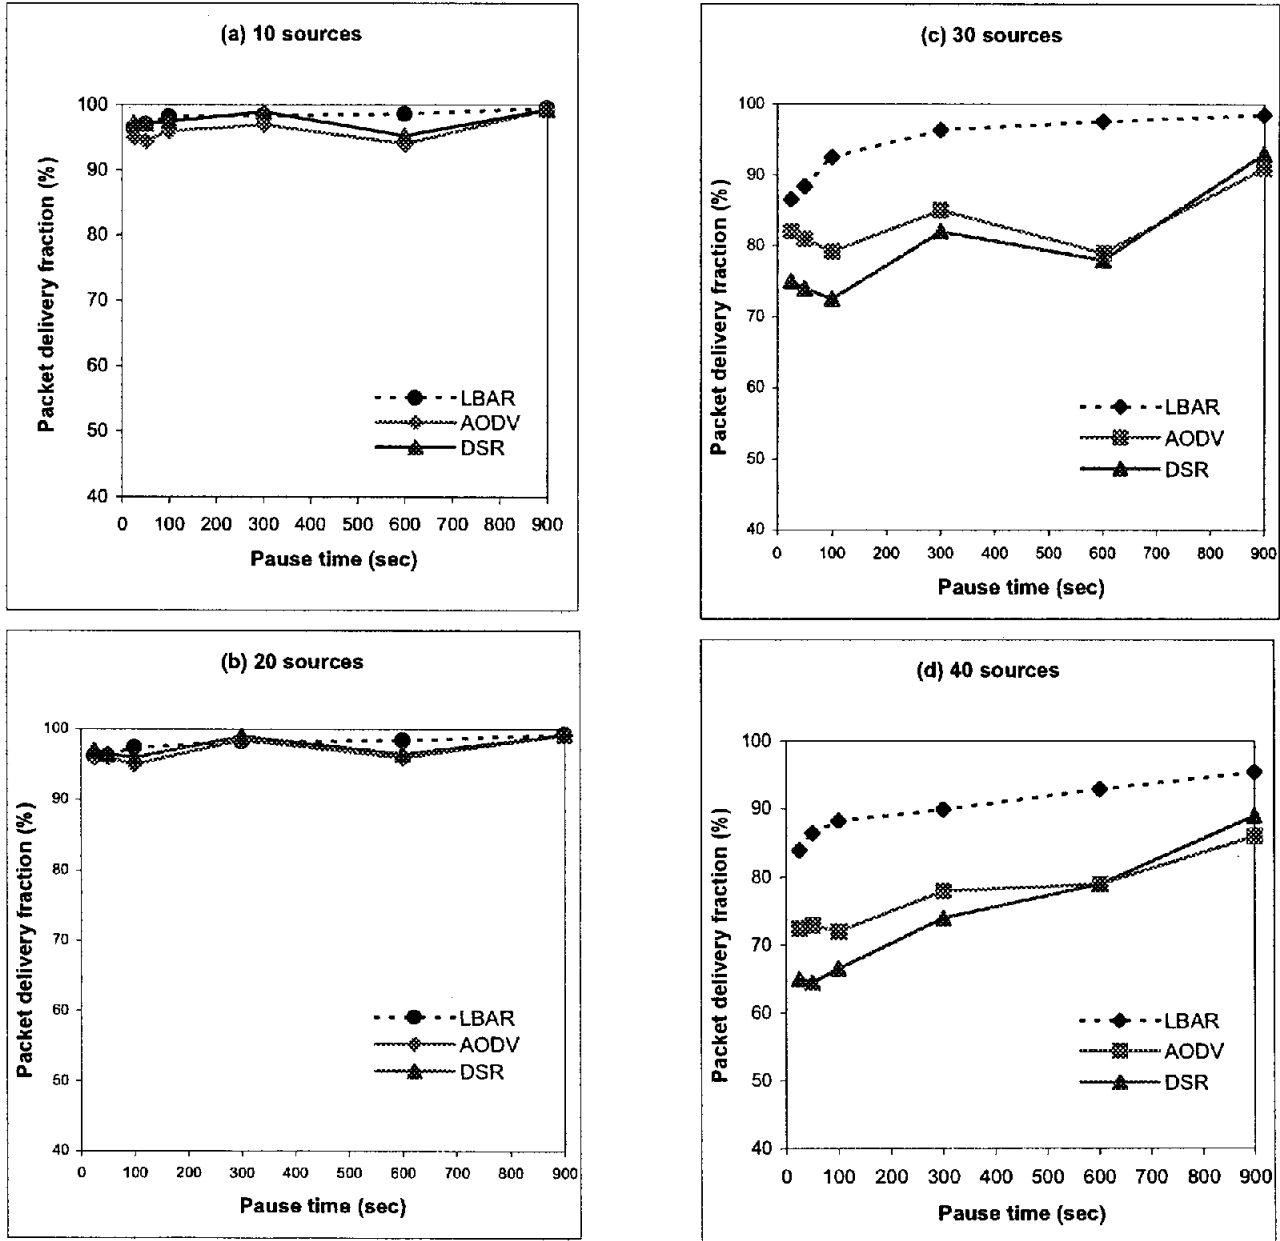 (a) 10 sources
Packet delivery fraction (%)
100
90
80
70
60
50
40
LBAR
AODV
DSR
0 100 200 300 400 500 600 700 800 900
Pause time (sec)
(c) 30 sources
Packet delivery fraction (%)
100
90
80
70
60
50
40
LBAR
AODV
DSR
0 100 200 300 400 500 600 700 800 900
Pause time (sec)
(b) 20 sources
Packet delivery fraction (%)
100
90
80
70
60
50
40
LBAR
AODV
DSR
0 100 200 300 400 500 600 700 800 900
Pause time (sec)
(d) 40 sources
Packet delivery fraction (%)
100
90
80
70
60
50
40
LBAR
AODV
DSR
0 100 200 300 400 500 600 700 800 900
Pause time (sec)